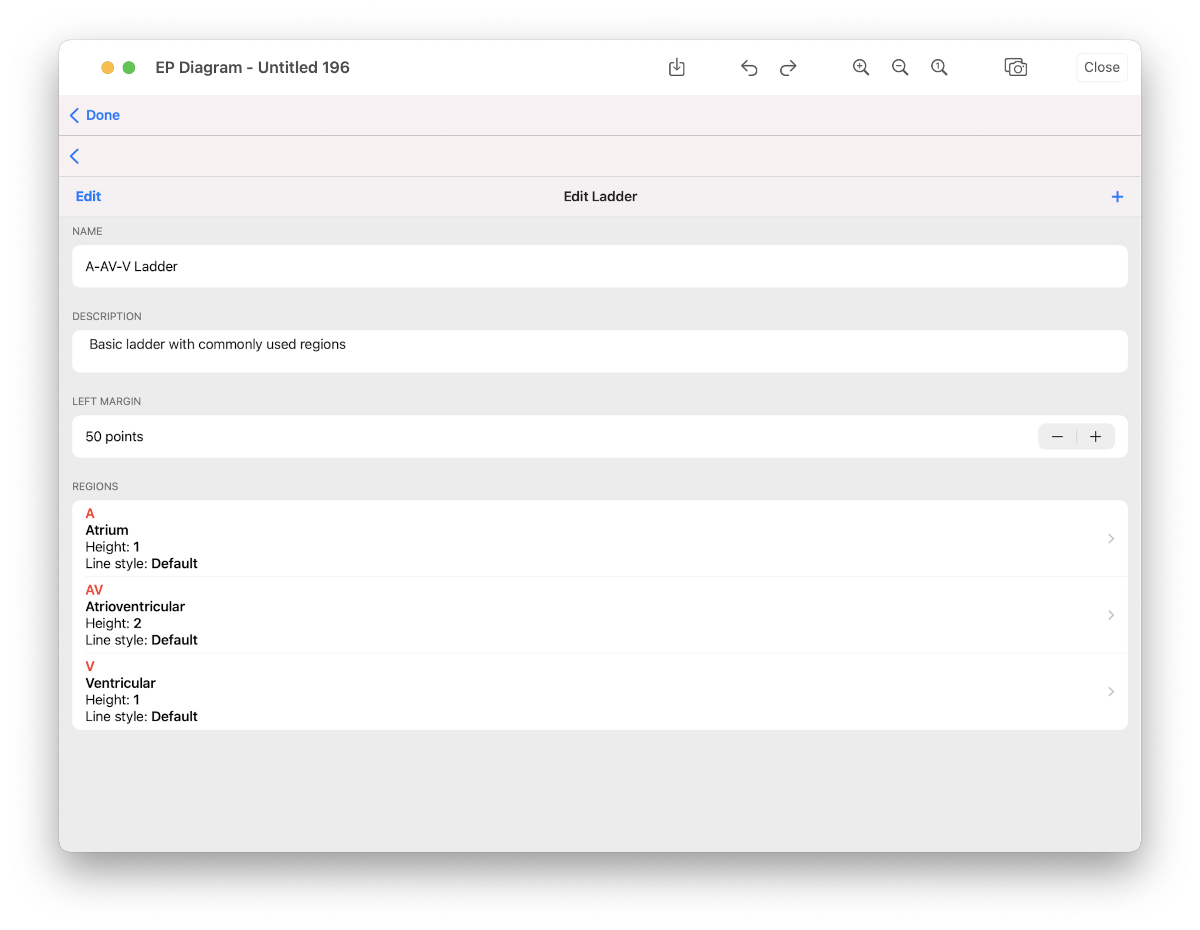 EP Diagram - Untitled 196
1
Close
Done
Edit
Edit Ladder
+
NAME
A-AV-V Ladder
DESCRIPTION
Basic ladder with commonly used regions
LEFT MARGIN
50 points
− +
REGIONS
A
Atrium
Height: 1
Line style: Default
AV
Atrioventricular
Height: 2
Line style: Default
V
Ventricular
Height: 1
Line style: Default